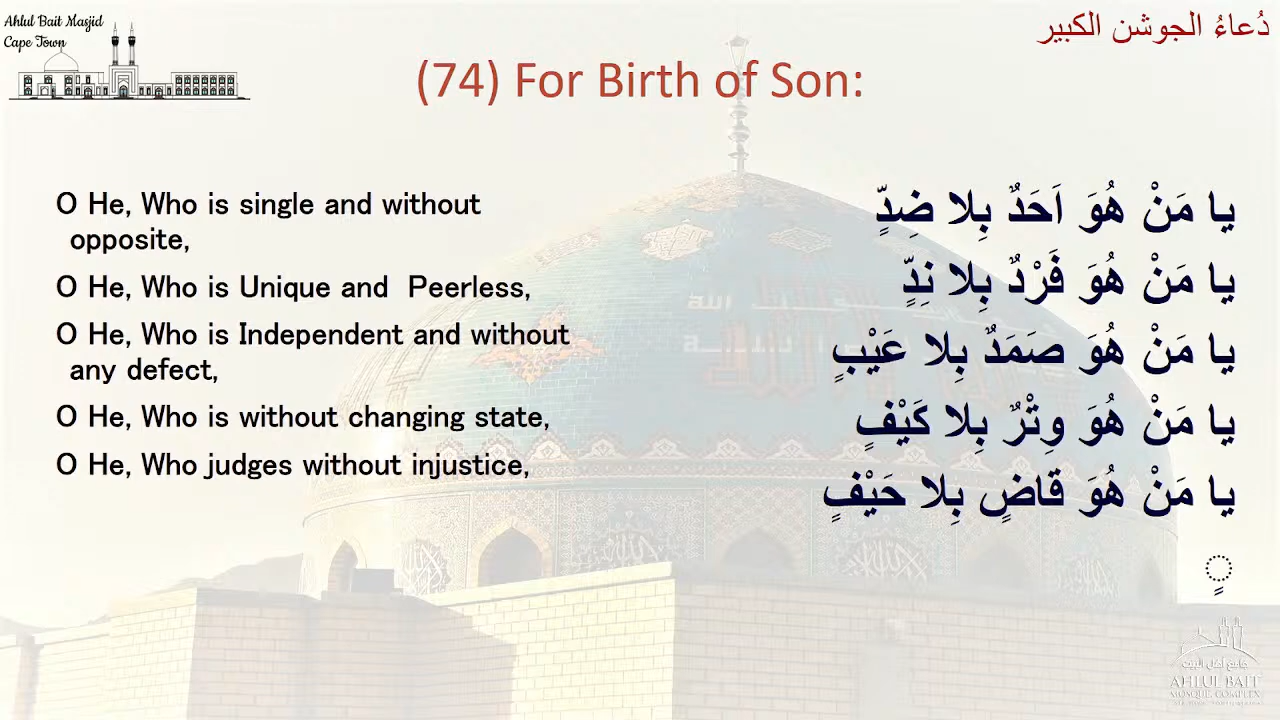 Ahlul Bait Masjid
Cape Town
دُعاءُ الجوشن الكبير
(74) For Birth of Son:
O He, Who is single and without
opposite,
O He, Who is Unique and  Peerless,
O He, Who is Independent and without
any defect,
O He, Who is without changing state,
O He, Who judges without injustice,
يا مَنْ هُوَ اَحَدٌ بِلا ضِدٍّ
يا مَنْ هُوَ فَرْدٌ بِلا نِدٍّ
يا مَنْ هُوَ صَمَدٌ بِلا عَيْبٍ
يا مَنْ هُوَ وِتْرٌ بِلا كَيْفٍ
يا مَنْ هُوَ قاضٍ بِلا حَيْفٍ
AHLUL BAIT
MOSQUE COMPLEX